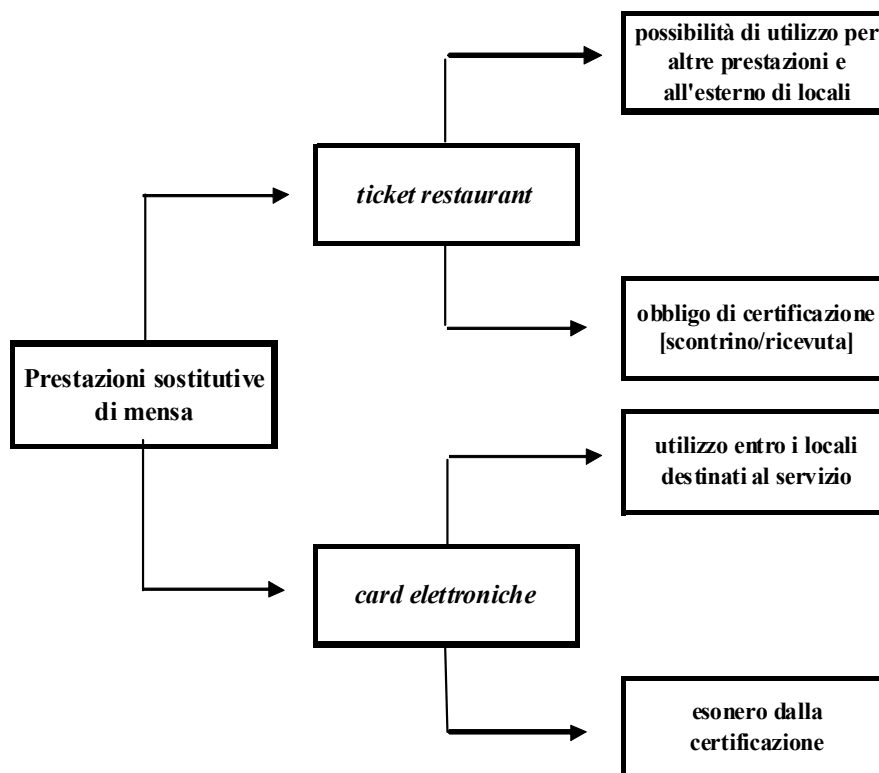 possibilità di utilizzo per
altre prestazioni e
all'esterno di locali
ticket restaurant
obbligo di certificazione
[scontrino/ricevuta]
Prestazioni sostitutive
di mensa
utilizzo entro i locali
destinati al servizio
card elettroniche
esonero dalla
certificazione